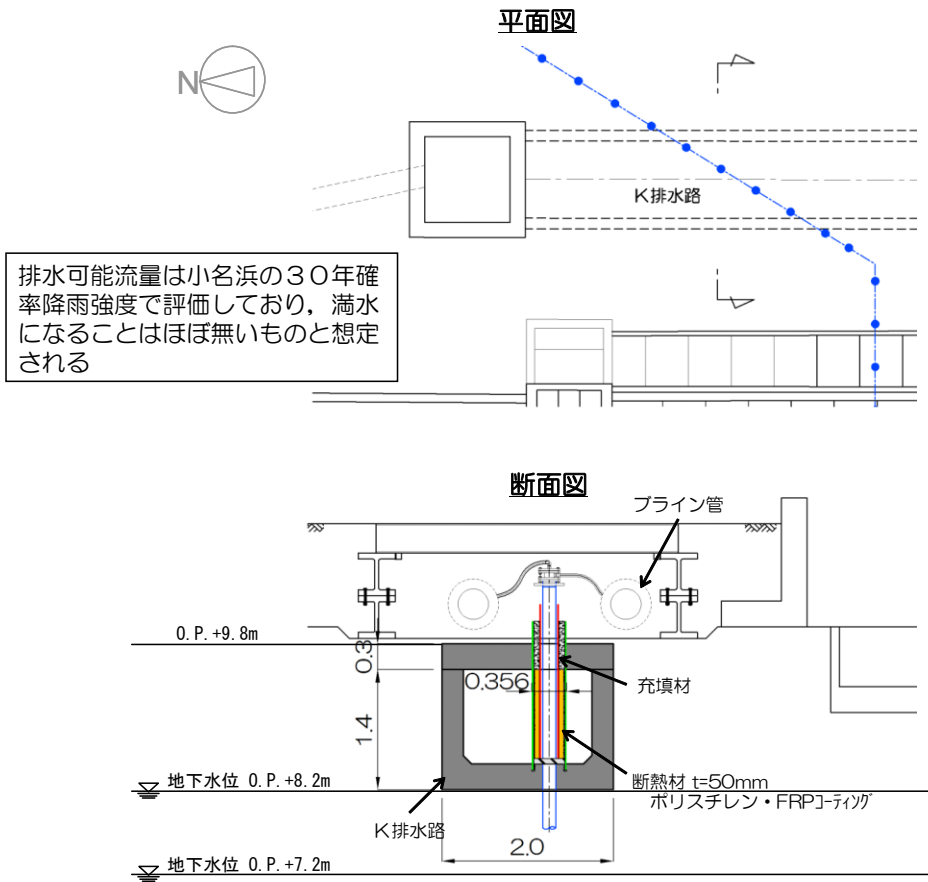 平面図
N
K排水路
排水可能流量は小名浜の３０年確
率降雨強度で評価しており，満水
になることはほぼ無いものと想定
される
断面図
ブライン管
O.P.+9.8m
0.3
0.356
充填材
1.4
断熱材 t=50mm
ポリスチレン・FRPｺｰﾃｨﾝｸﾞ
地下水位 O.P.+8.2m
K排水路
2.0
地下水位 O.P.+7.2m